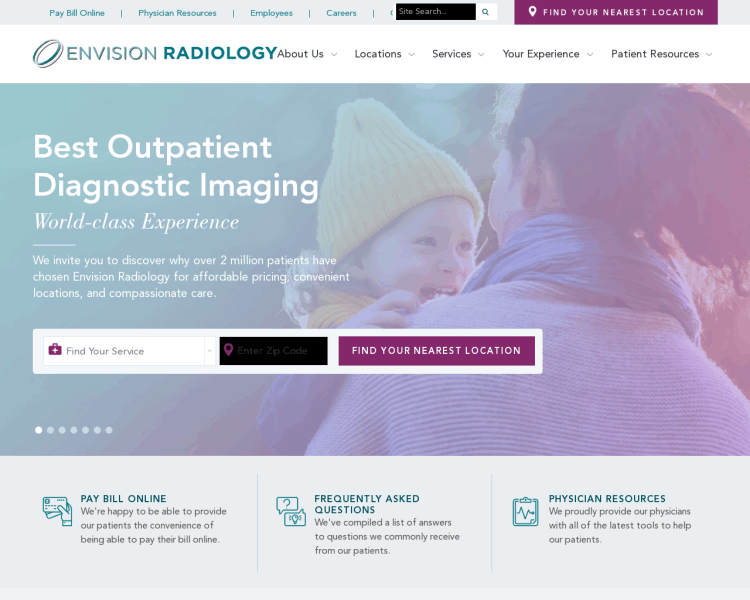 Pay Bill Online | Physician Resources | Employees | Careers |
Site Search...
FIND YOUR NEAREST LOCATION
ENVISION RADIOLOGY
About Us
Locations
Services
Your Experience
Patient Resources
Best Outpatient
Diagnostic Imaging
World-class Experience
We invite you to discover why over 2 million patients have
chosen Envision Radiology for affordable pricing, convenient
locations, and compassionate care.
Find Your Service
Enter Zip Code
FIND YOUR NEAREST LOCATION
PAY BILL ONLINE
We're happy to be able to provide
our patients the convenience of
being able to pay their bill online.
FREQUENTLY ASKED
QUESTIONS
We've compiled a list of answers
to questions we commonly receive
from our patients.
PHYSICIAN RESOURCES
We proudly provide our physicians
with all of the latest tools to help
our patients.